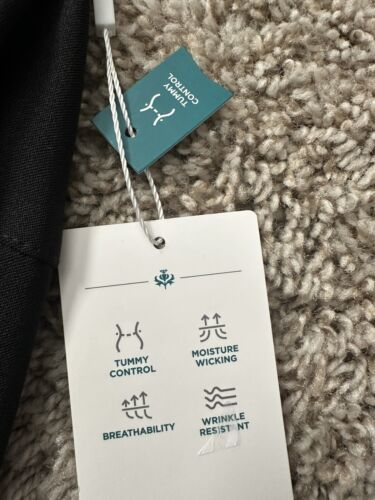 TUMMY
CONTROL
TUMMY
CONTROL
MOISTURE
WICKING
BREATHABILITY
WRINKLE
RESISTANT